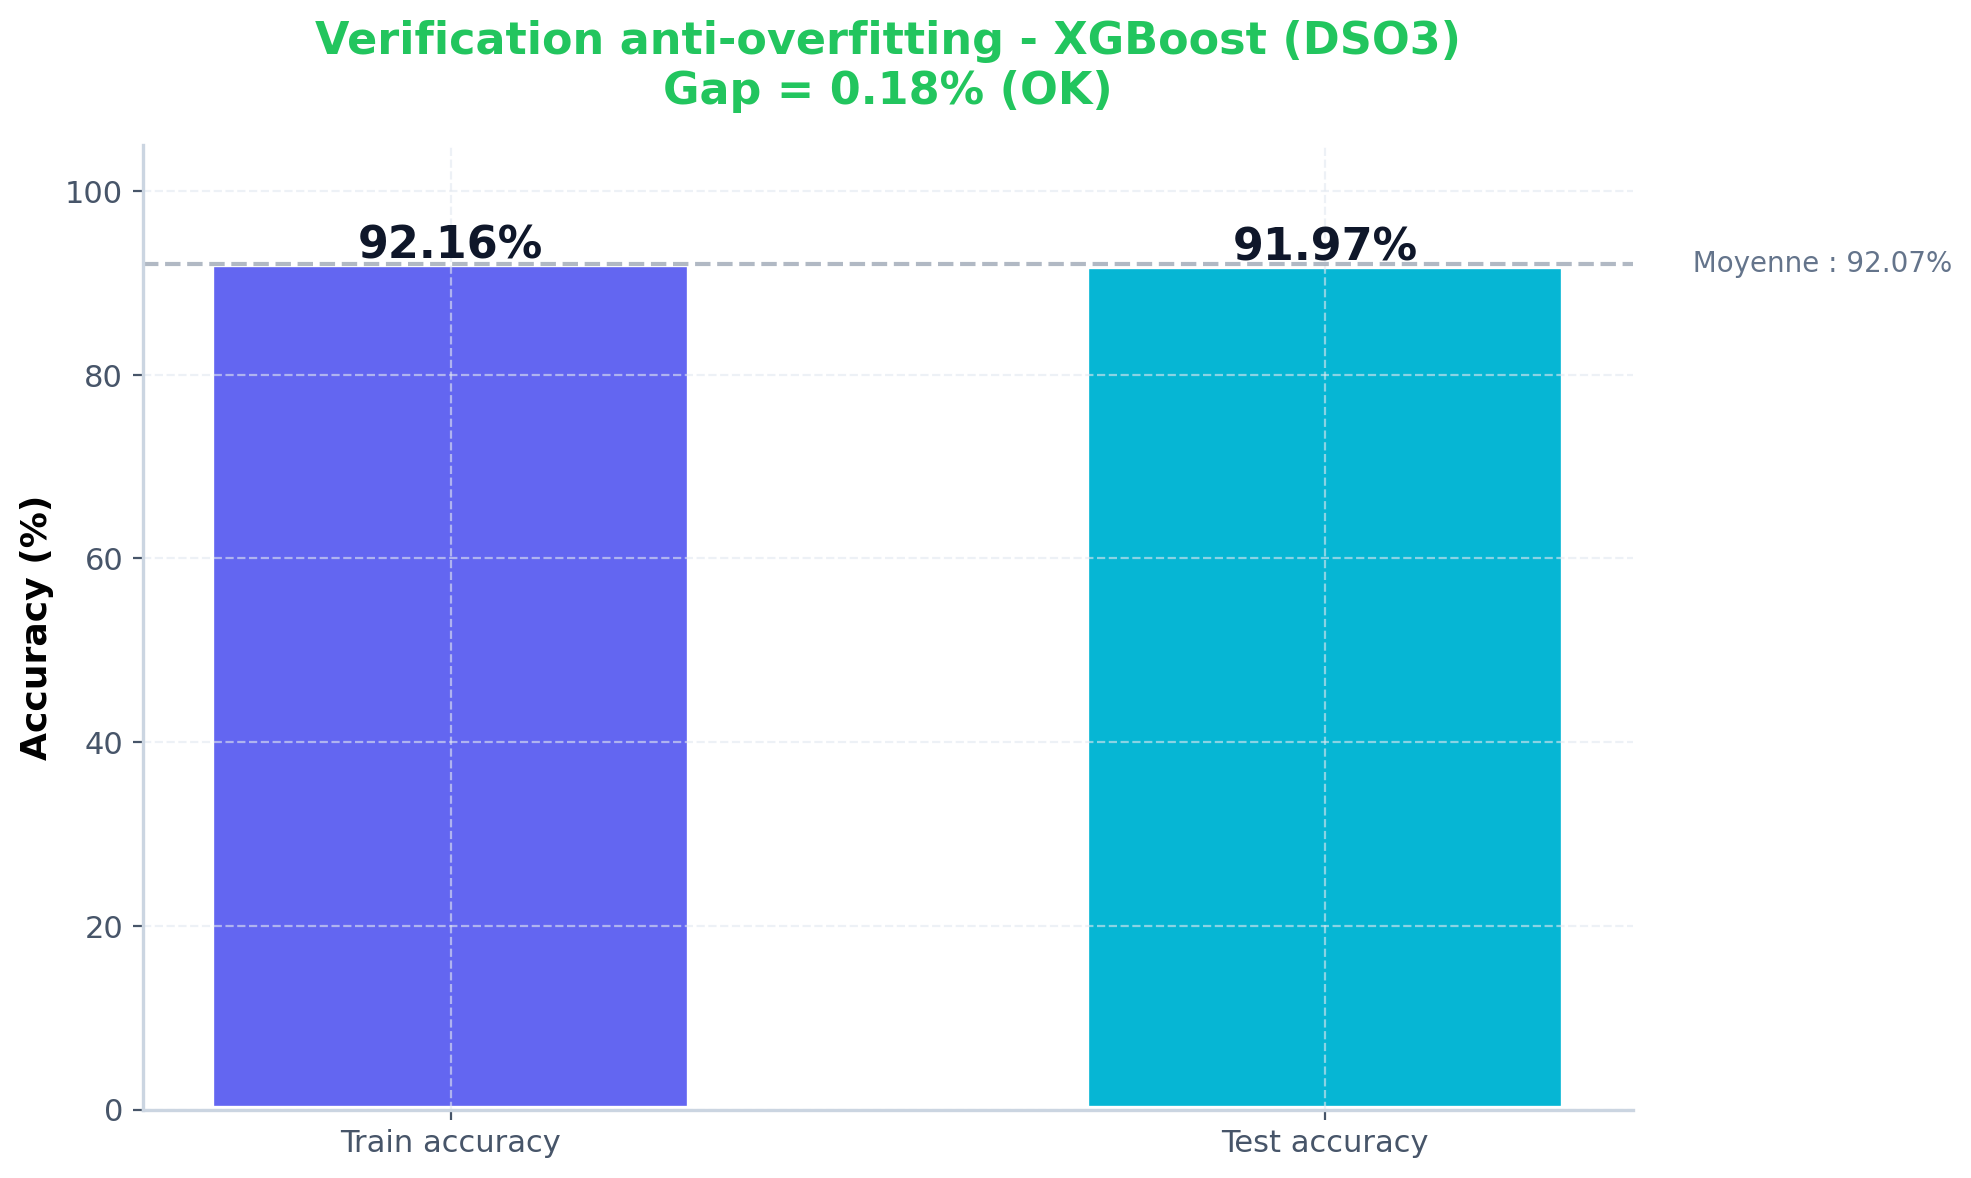 Verification anti-overfitting - XGBoost (DSO3)
Gap = 0.18% (OK)
Accuracy (%)
100
80
60
40
20
0
92.16%
91.97%
Moyenne : 92.07%
Train accuracy
Test accuracy